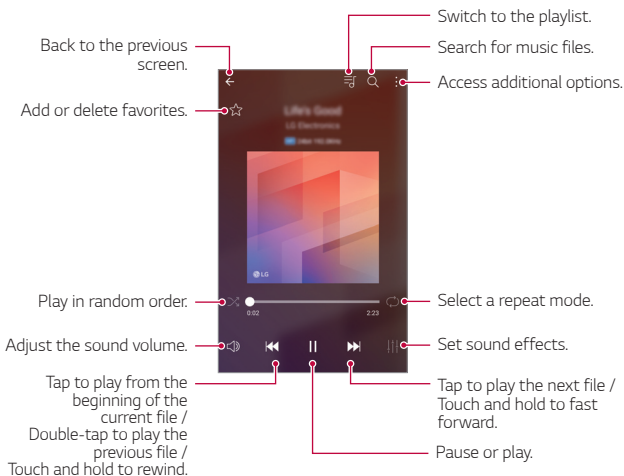 Switch to the playlist.
Back to the previous
screen.
Search for music files.
Access additional options.
Add or delete favorites.
Life's Good
LG Electronics
LG
Play in random order.
Select a repeat mode.
0:02
2:23
Adjust the sound volume.
Set sound effects.
Tap to play from the
beginning of the
current file /
Double-tap to play the
previous file /
Touch and hold to rewind.
Tap to play the next file /
Touch and hold to fast
forward.
Pause or play.